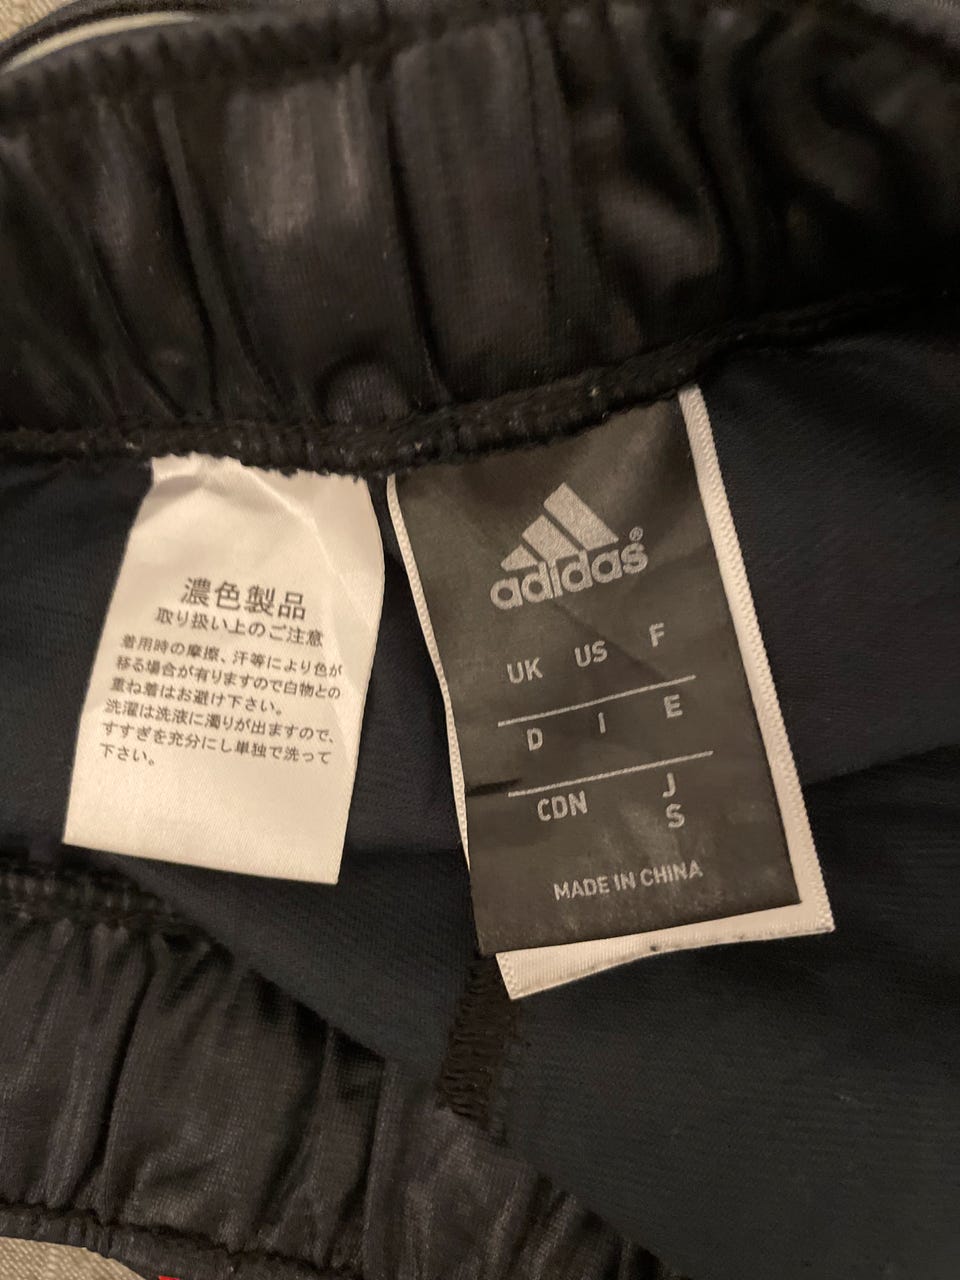 濃色製品
取り扱い上のご注意
着用時の摩擦、汗等により色が
移る場合が有りますので白物との
重ね着はお避け下さい。
洗濯は洗液に濁りが出ますので、
すすぎを充分にし単独で洗って
下さい。
adidas®
UK US F
D I E
CDN J
S
MADE IN CHINA